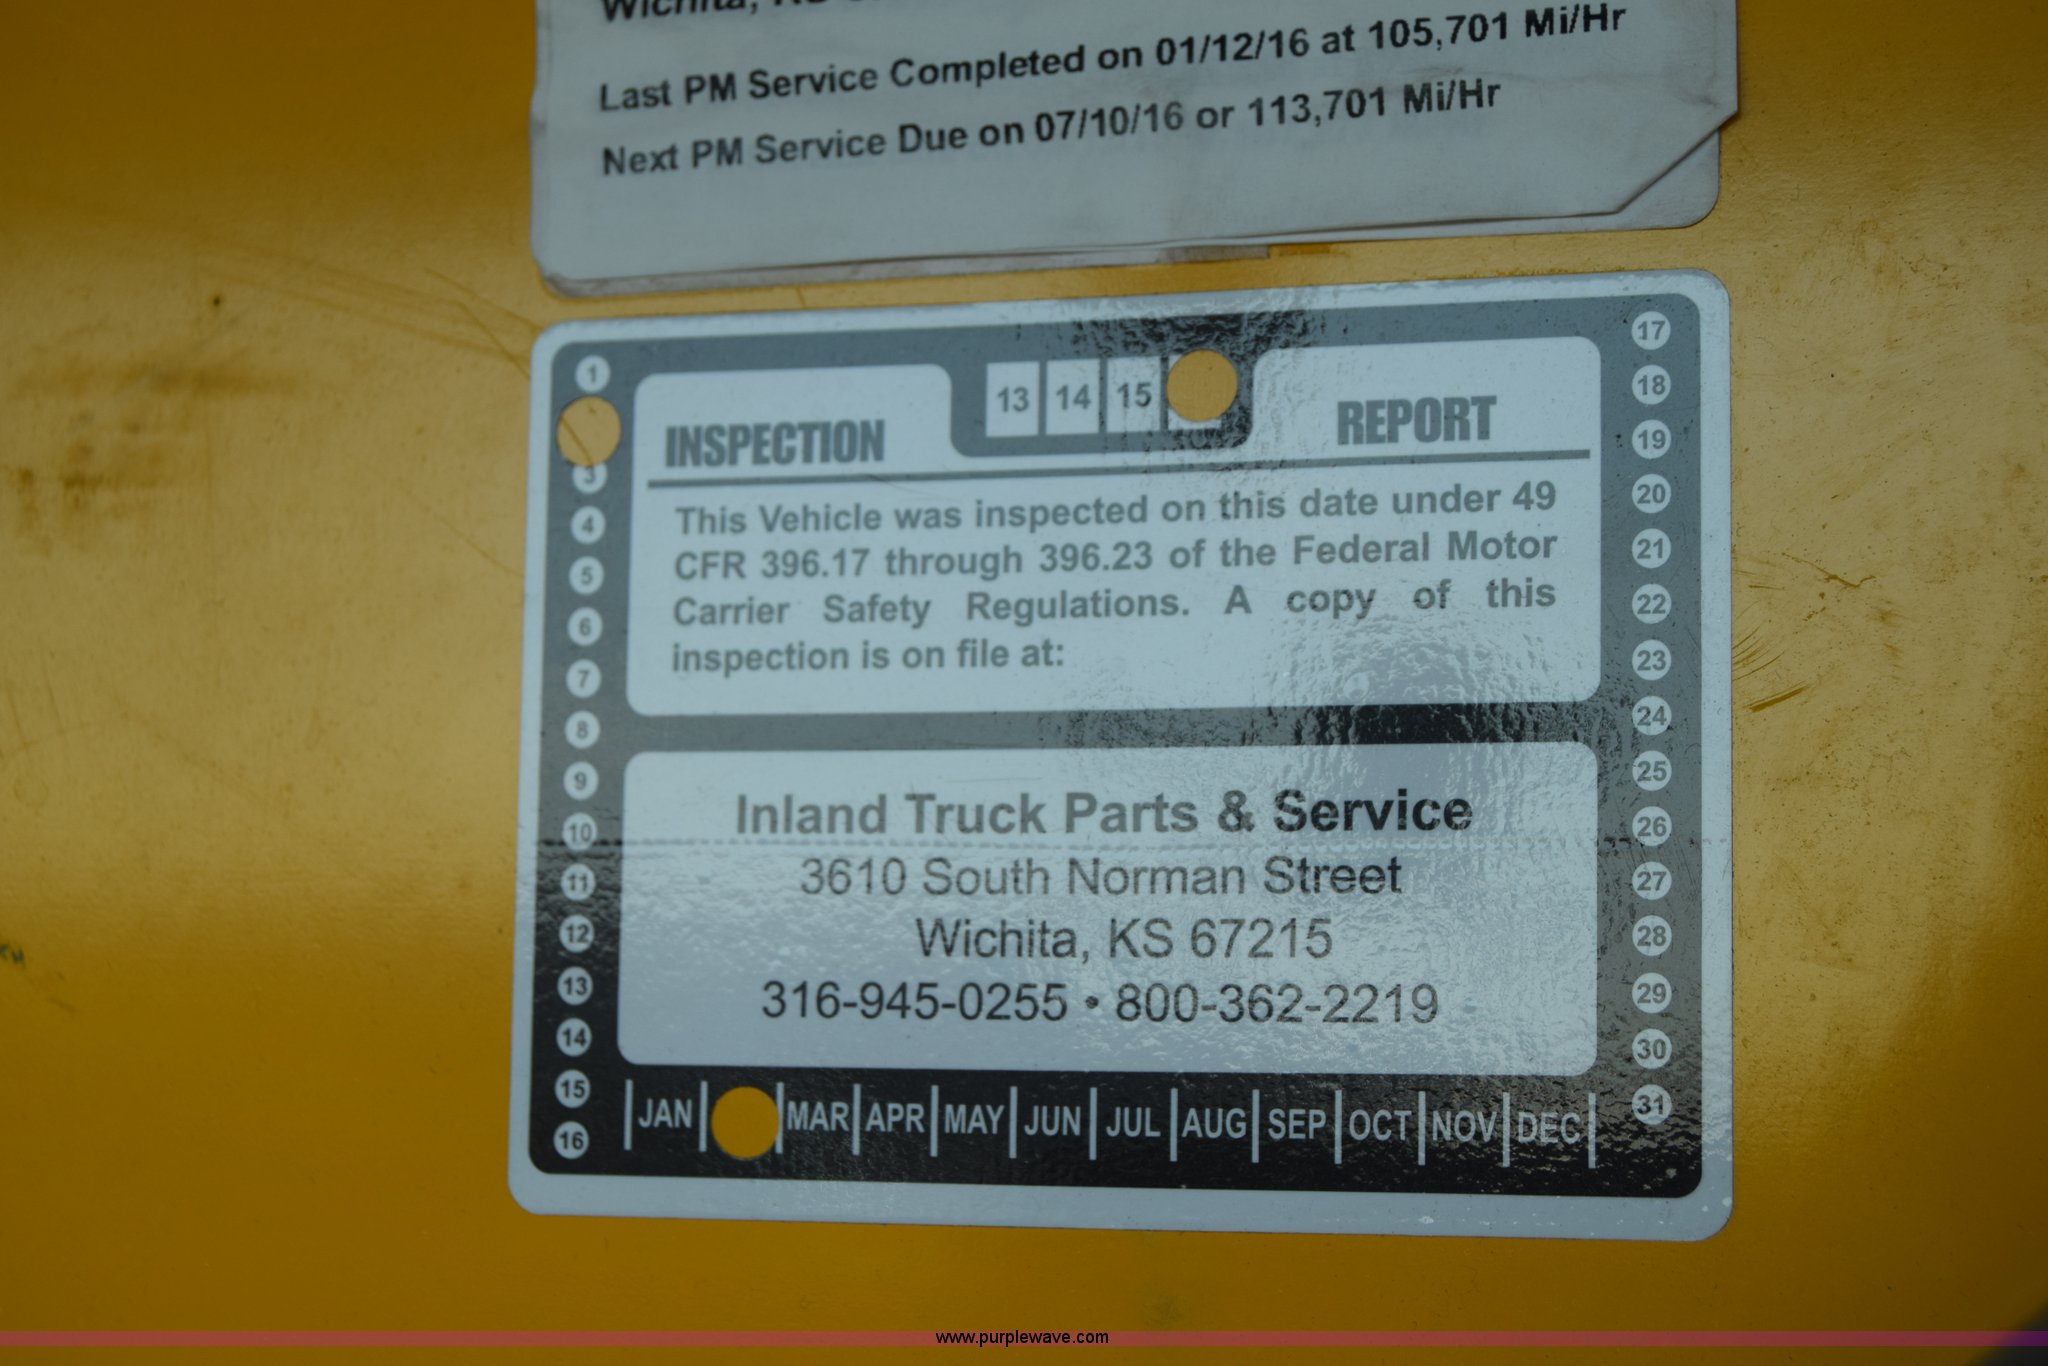 Wichita, KS
Last PM Service Completed on 01/12/16 at 105,701 Mi/Hr
Next PM Service Due on 07/10/16 or 113,701 Mi/Hr
13 14 15
INSPECTION REPORT
This Vehicle was inspected on this date under 49
CFR 396.17 through 396.23 of the Federal Motor
Carrier Safety Regulations. A copy of this
inspection is on file at:
Inland Truck Parts & Service
3610 South Norman Street
Wichita, KS 67215
316-945-0255 • 800-362-2219
JAN MAR APR MAY JUN JUL AUG SEP OCT NOV DEC
1
3
4
5
6
7
8
9
10
11
12
13
14
15
16
17
18
19
20
21
22
23
24
25
26
27
28
29
30
31
www.purplewave.com